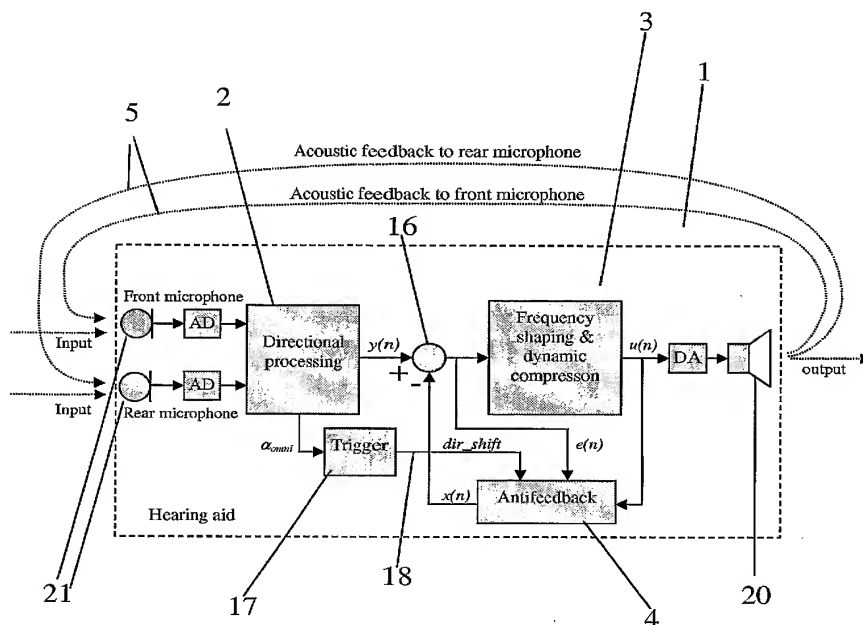 3
1
2
5
Acoustic feedback to rear microphone
Acoustic feedback to front microphone
16
Front microphone
Input
AD
Directional processing
y(n)
+
-
Frequency shaping & dynamic compresson
u(n)
DA
output
AD
Input
Rear microphone
αomni
Trigger
dir_shift
e(n)
x(n)
Antifeedback
Hearing aid
21
17
18
4
20